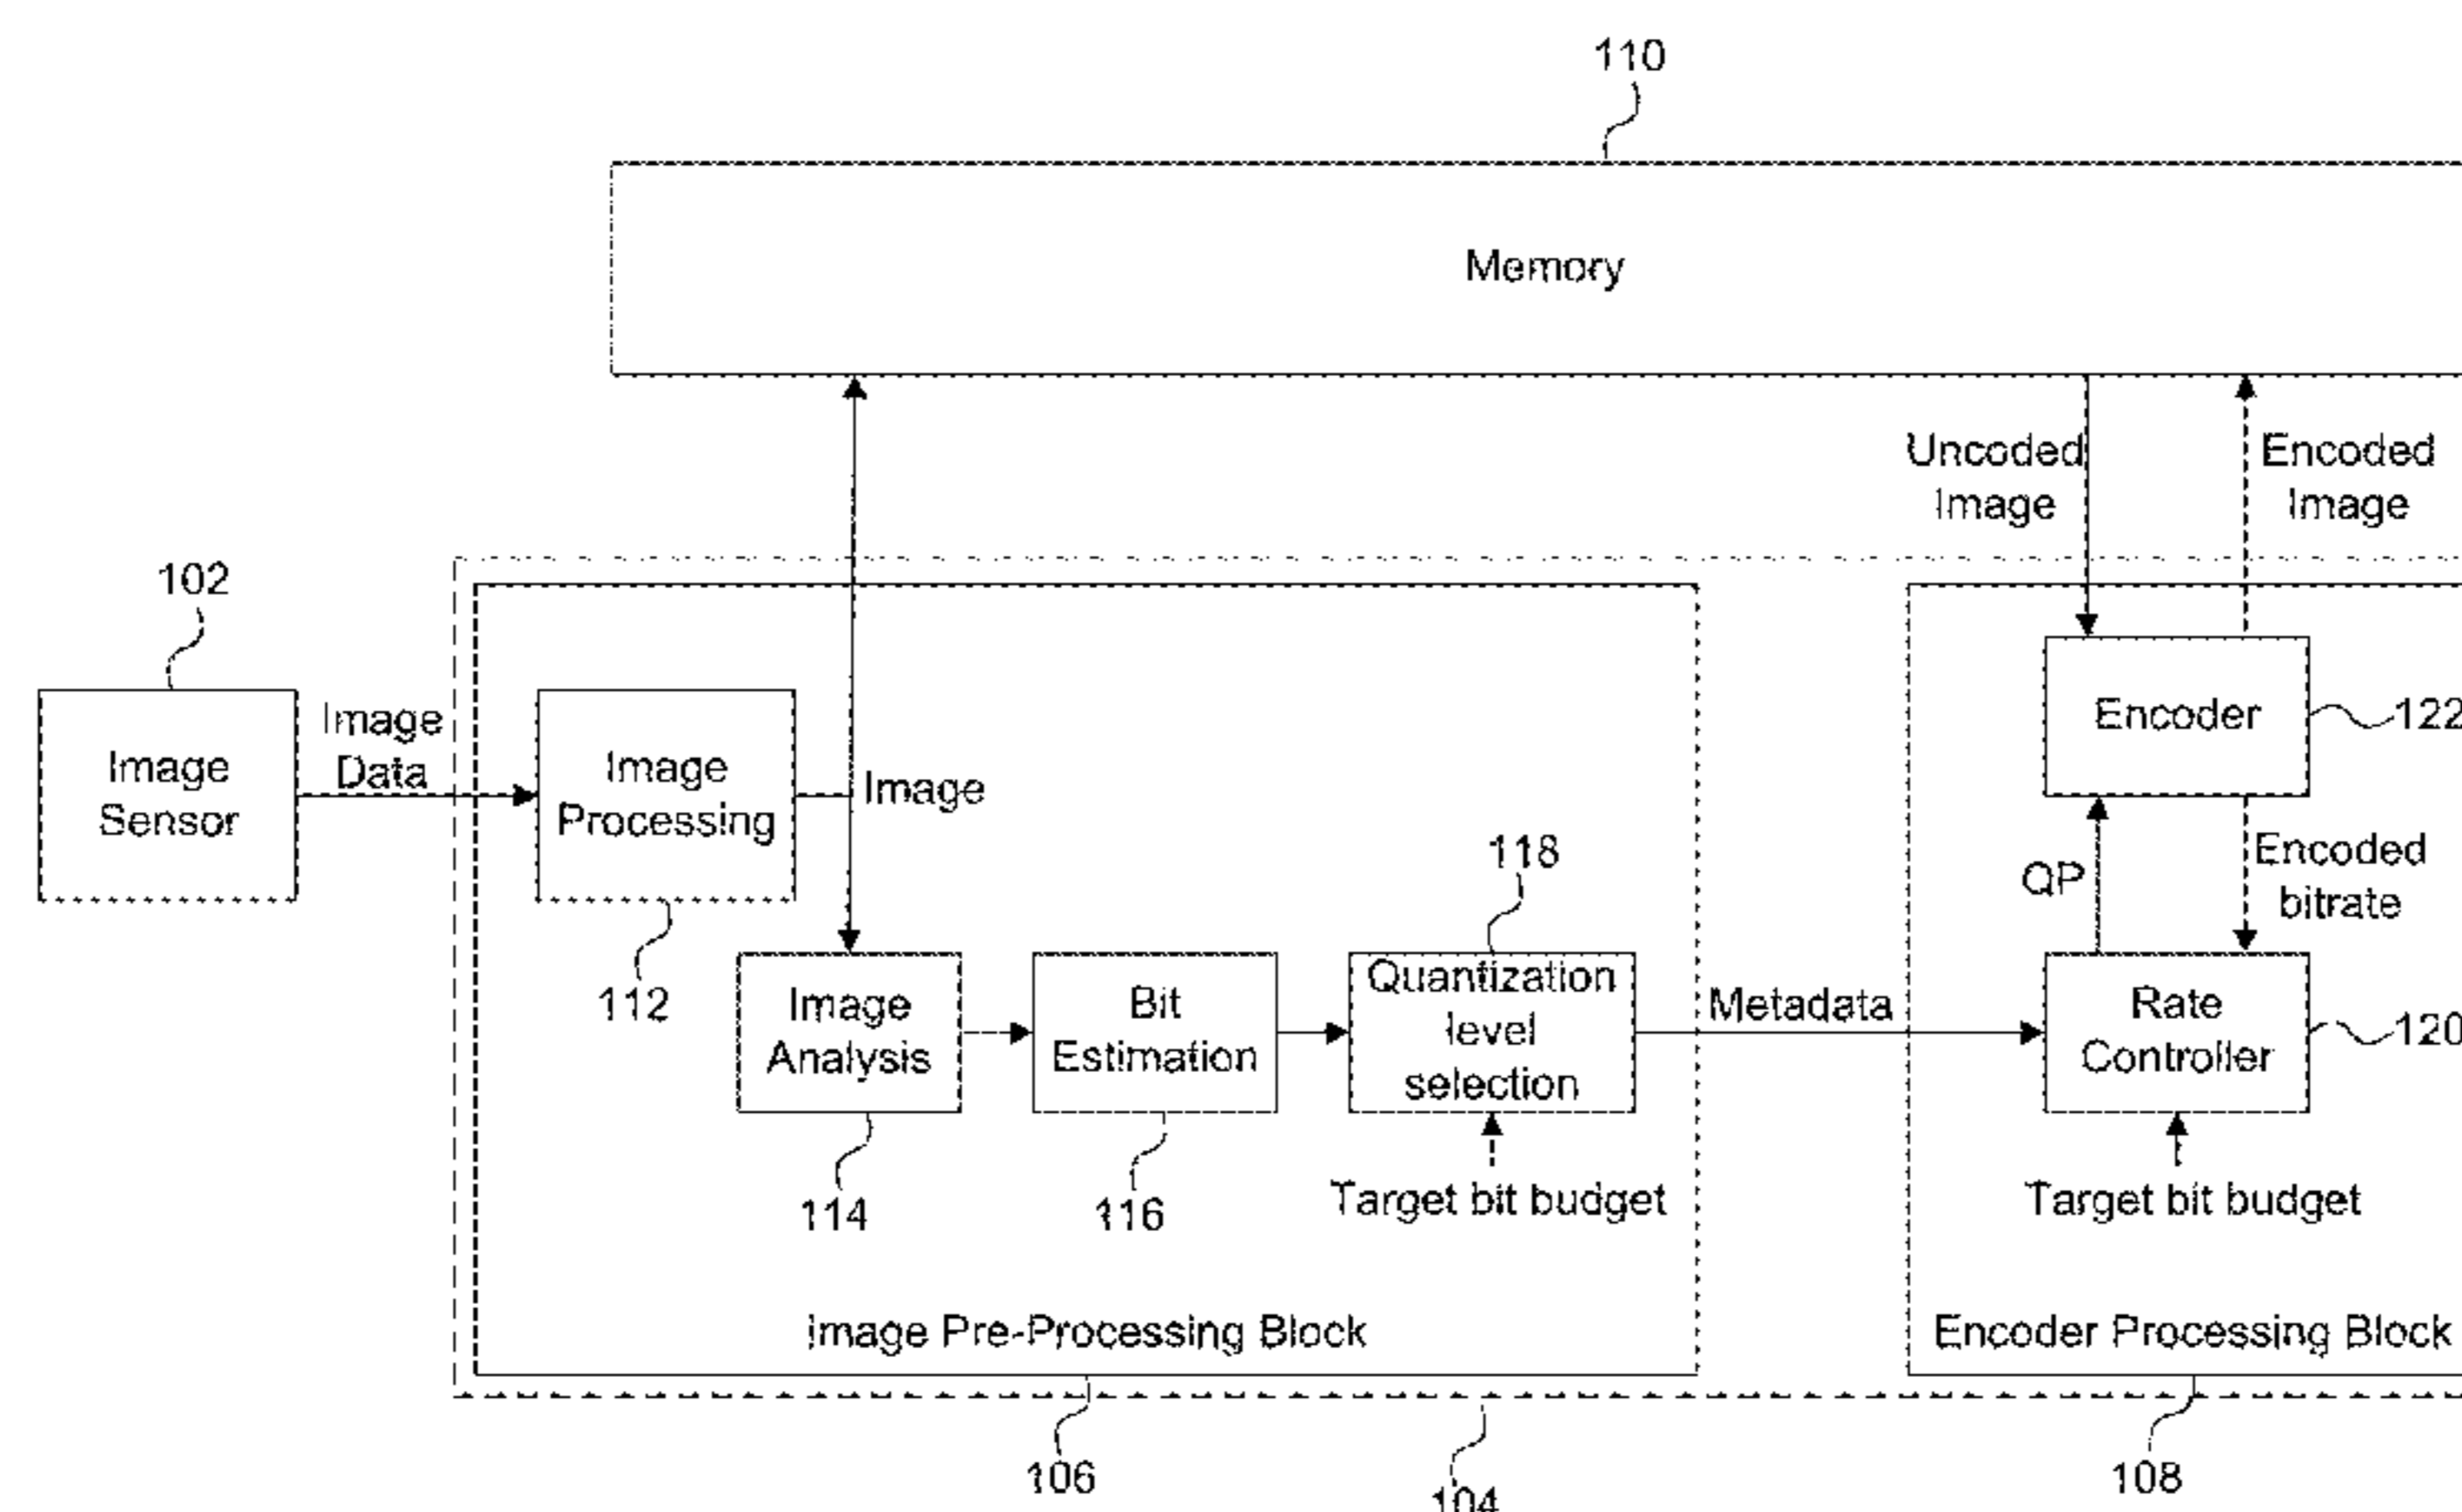 110
Memory
Uncoded
Image
Encoded
Image
102
Image
Sensor
Image
Data
Image
Processing
112
Image
Encoder
122
QP
Encoded
bitrate
118
Image
Analysis
114
Bit
Estimation
116
Quantization
level
selection
Target bit budget
Metadata
Rate
Controller
120
Target bit budget
Image Pre-Processing Block
Encoder Processing Block
106
104
108